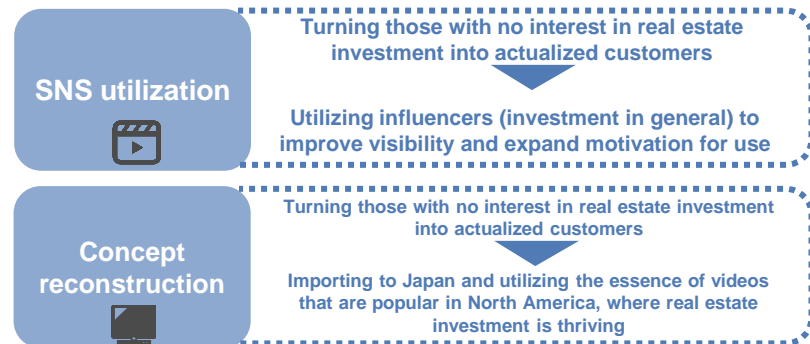 SNS utilization
Turning those with no interest in real estate
investment into actualized customers
Utilizing influencers (investment in general) to
improve visibility and expand motivation for use
Concept
reconstruction
Turning those with no interest in real estate investment
into actualized customers
Importing to Japan and utilizing the essence of videos
that are popular in North America, where real estate
investment is thriving